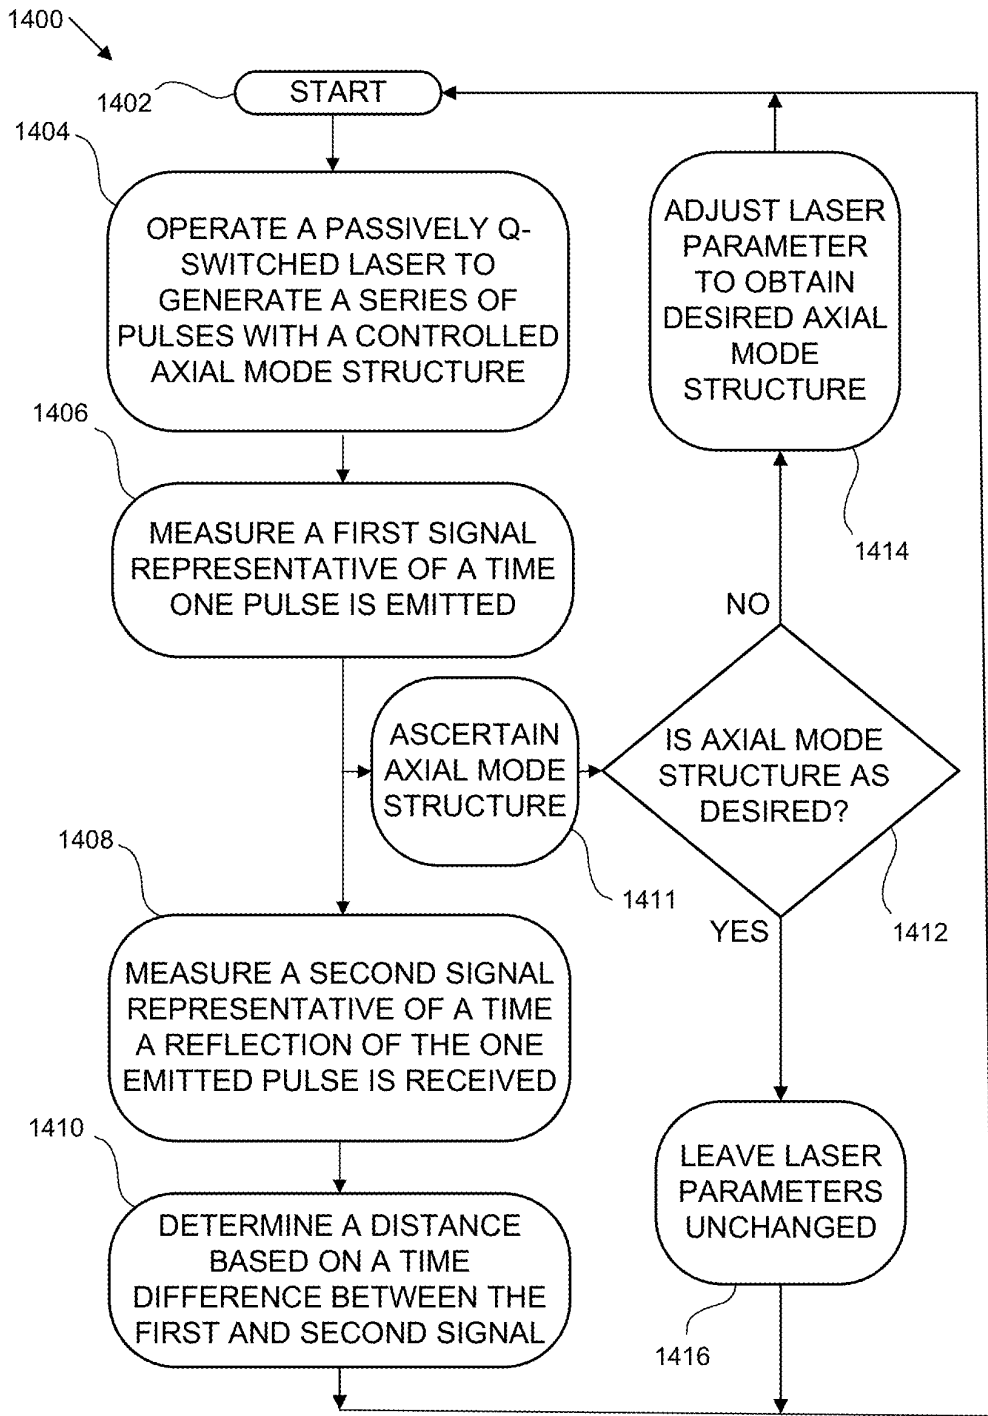 1400
START
1402
1404
OPERATE A PASSIVELY Q-
SWITCHED LASER TO
GENERATE A SERIES OF
PULSES WITH A CONTROLLED
AXIAL MODE STRUCTURE
1406
MEASURE A FIRST SIGNAL
REPRESENTATIVE OF A TIME
ONE PULSE IS EMITTED
1408
MEASURE A SECOND SIGNAL
REPRESENTATIVE OF A TIME
A REFLECTION OF THE ONE
EMITTED PULSE IS RECEIVED
1410
DETERMINE A DISTANCE
BASED ON A TIME
DIFFERENCE BETWEEN THE
FIRST AND SECOND SIGNAL
ASCERTAIN
AXIAL MODE
STRUCTURE
1411
IS AXIAL MODE
STRUCTURE AS
DESIRED?
1412
NO
ADJUST LASER
PARAMETER
TO OBTAIN
DESIRED AXIAL
MODE
STRUCTURE
1414
YES
LEAVE LASER
PARAMETERS
UNCHANGED
1416